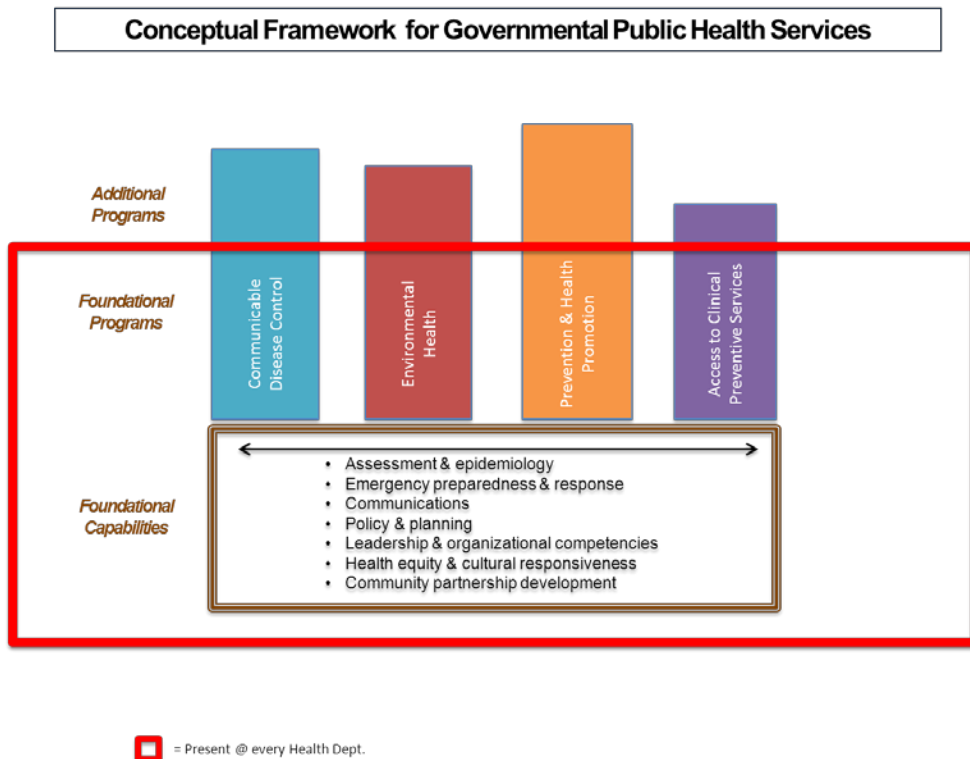 Conceptual Framework for Governmental Public Health Services
Additional
Programs
Foundational
Programs
Communicable
Disease Control
Environmental
Health
Prevention & Health
Promotion
Access to Clinical
Preventive Services
Foundational
Capabilities
• Assessment & epidemiology
• Emergency preparedness & response
• Communications
• Policy & planning
• Leadership & organizational competencies
• Health equity & cultural responsiveness
• Community partnership development
= Present @ every Health Dept.